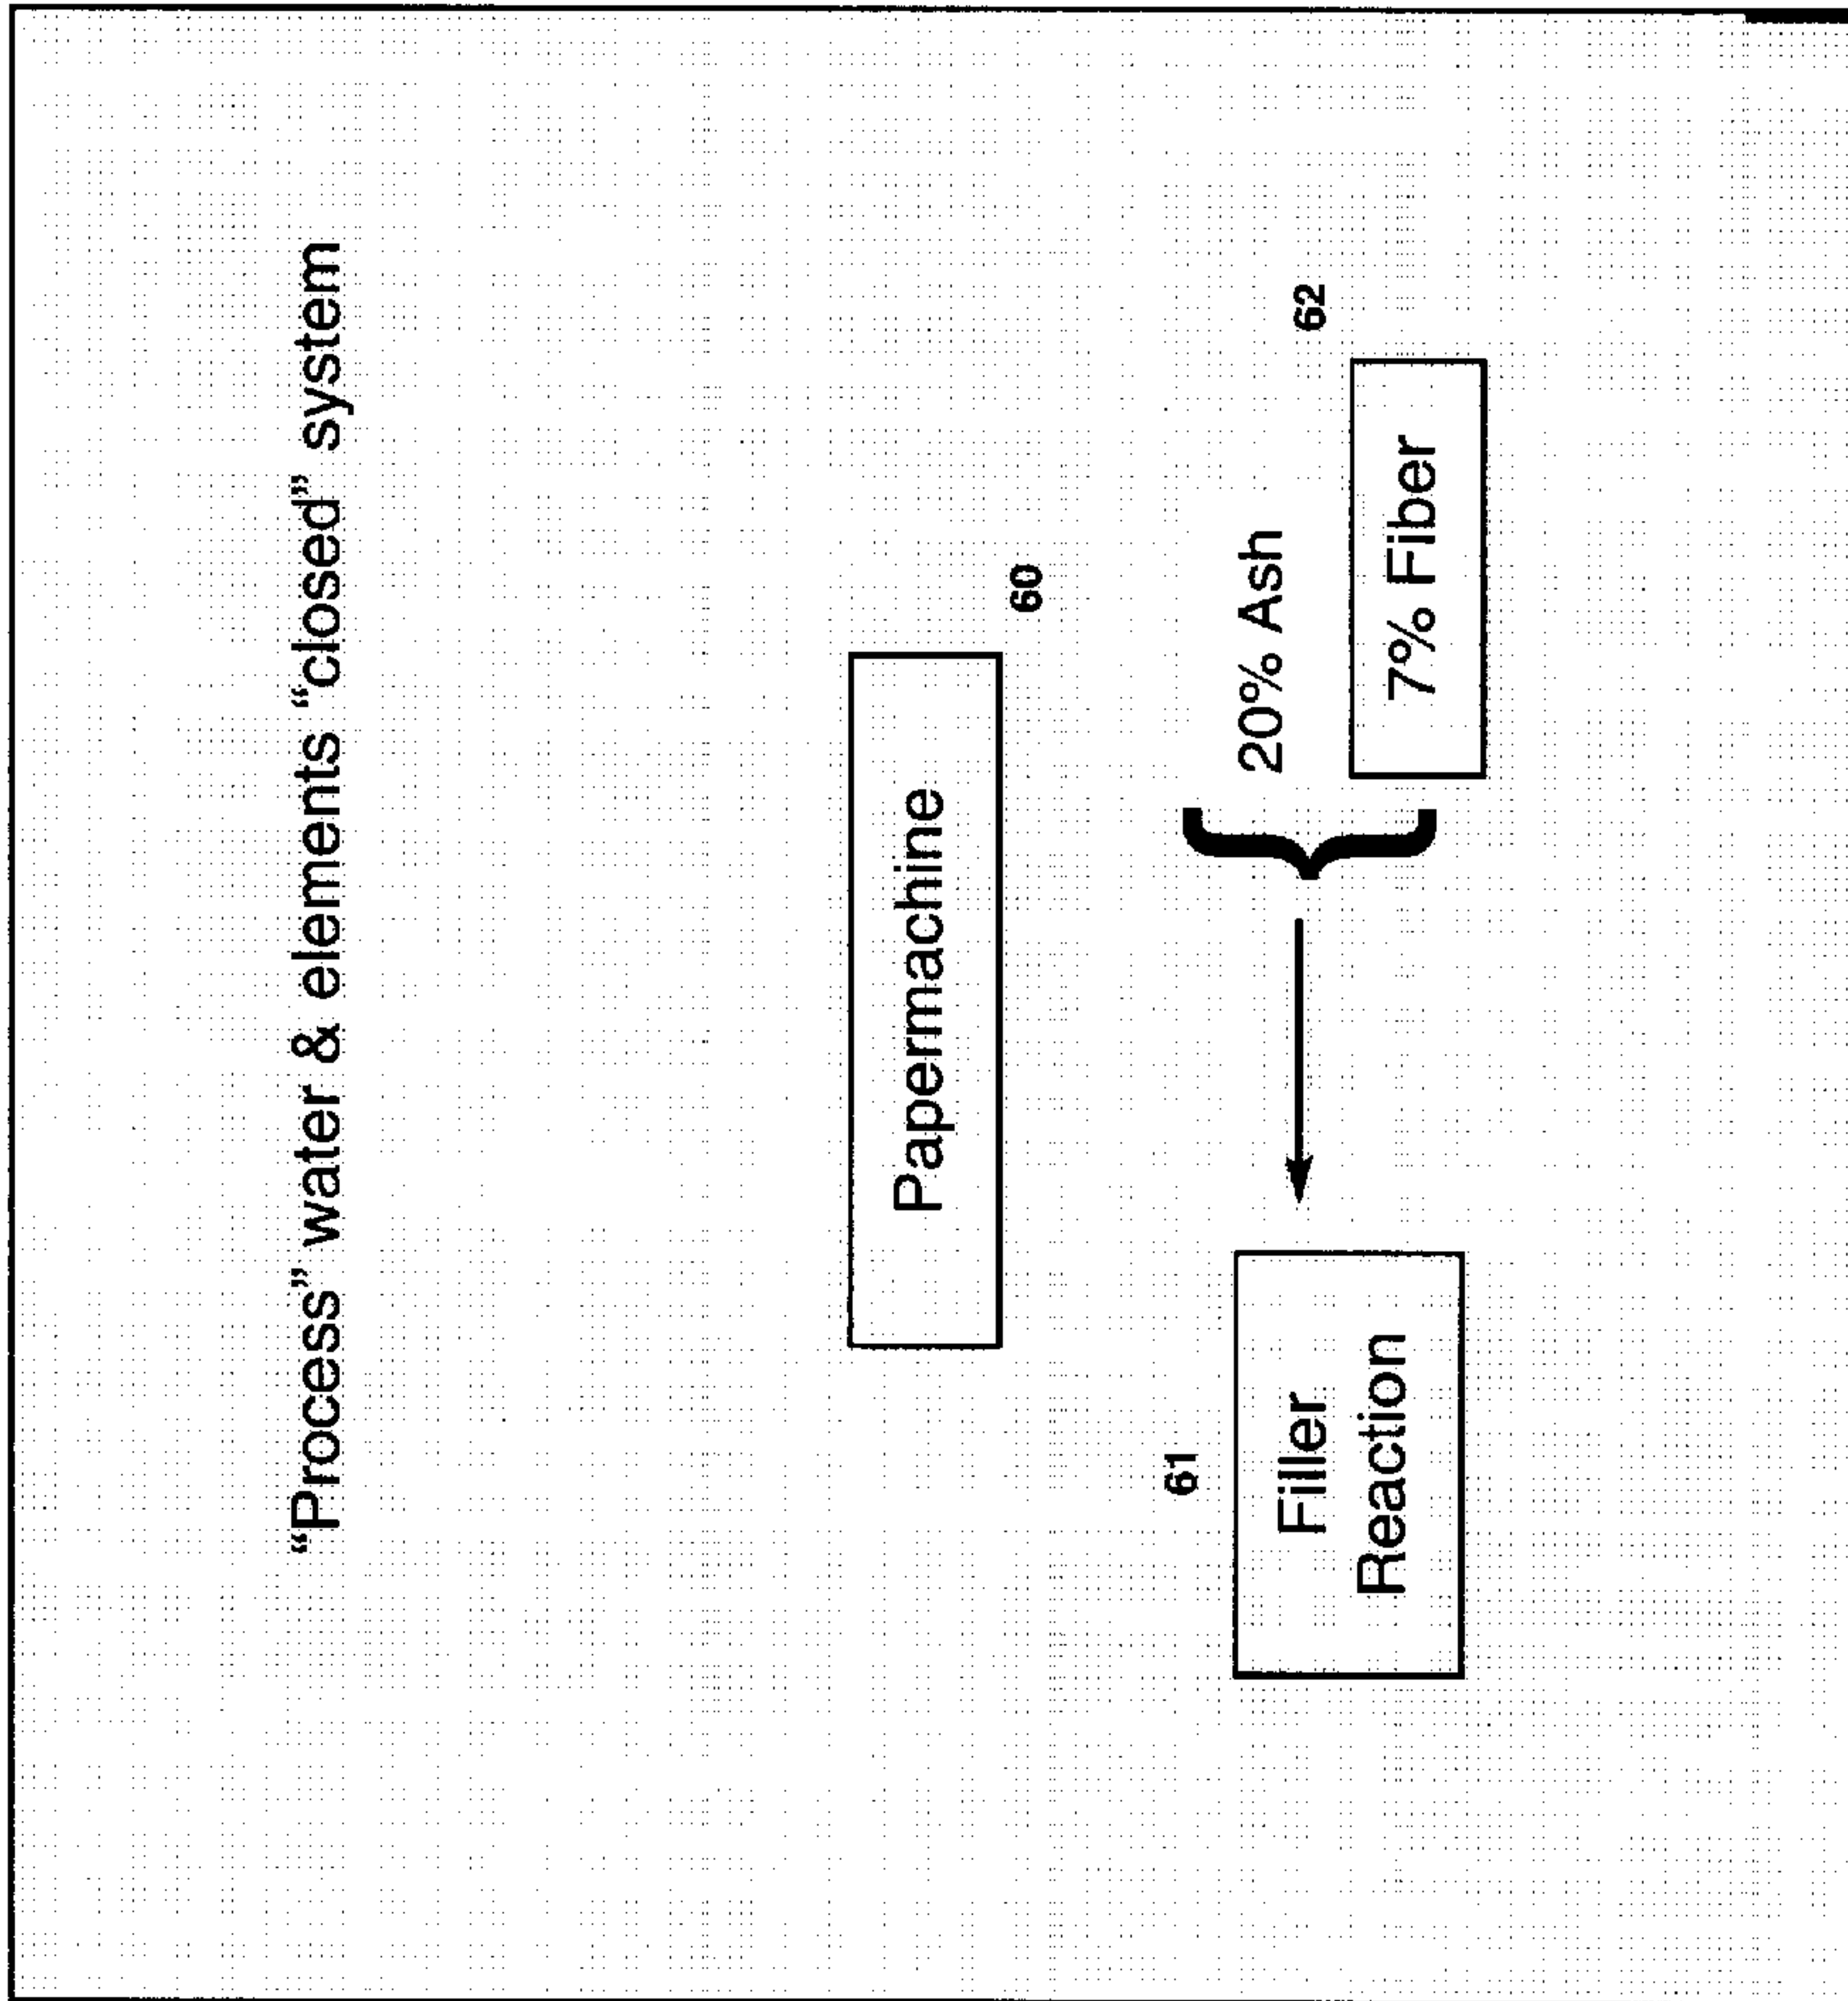 “Process” water & elements “closed” system
Papermachine
60
61
Filler
Reaction
20% Ash
62
7% Fiber